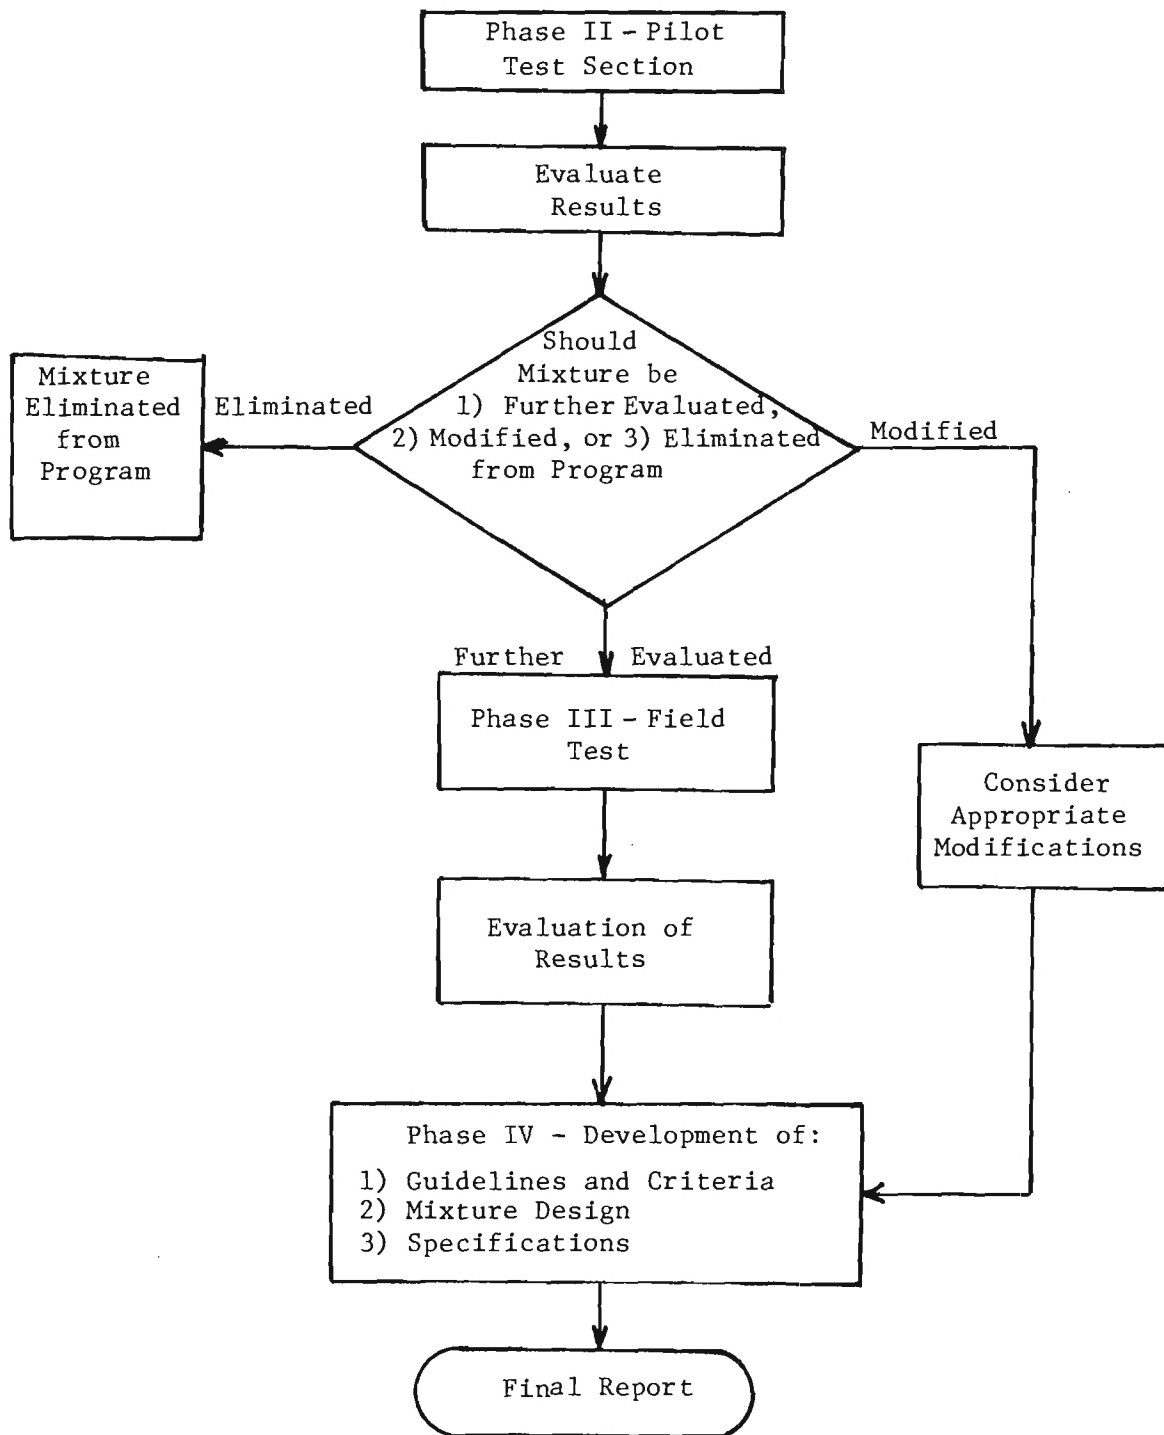 Phase II - Pilot
Test Section
Evaluate
Results
Should
Mixture be
1) Further Evaluated,
2) Modified, or 3) Eliminated
from Program
Eliminated
Mixture
Eliminated
from
Program
Modified
Further Evaluated
Phase III - Field
Test
Consider
Appropriate
Modifications
Evaluation of
Results
Phase IV - Development of:
1) Guidelines and Criteria
2) Mixture Design
3) Specifications
Final Report